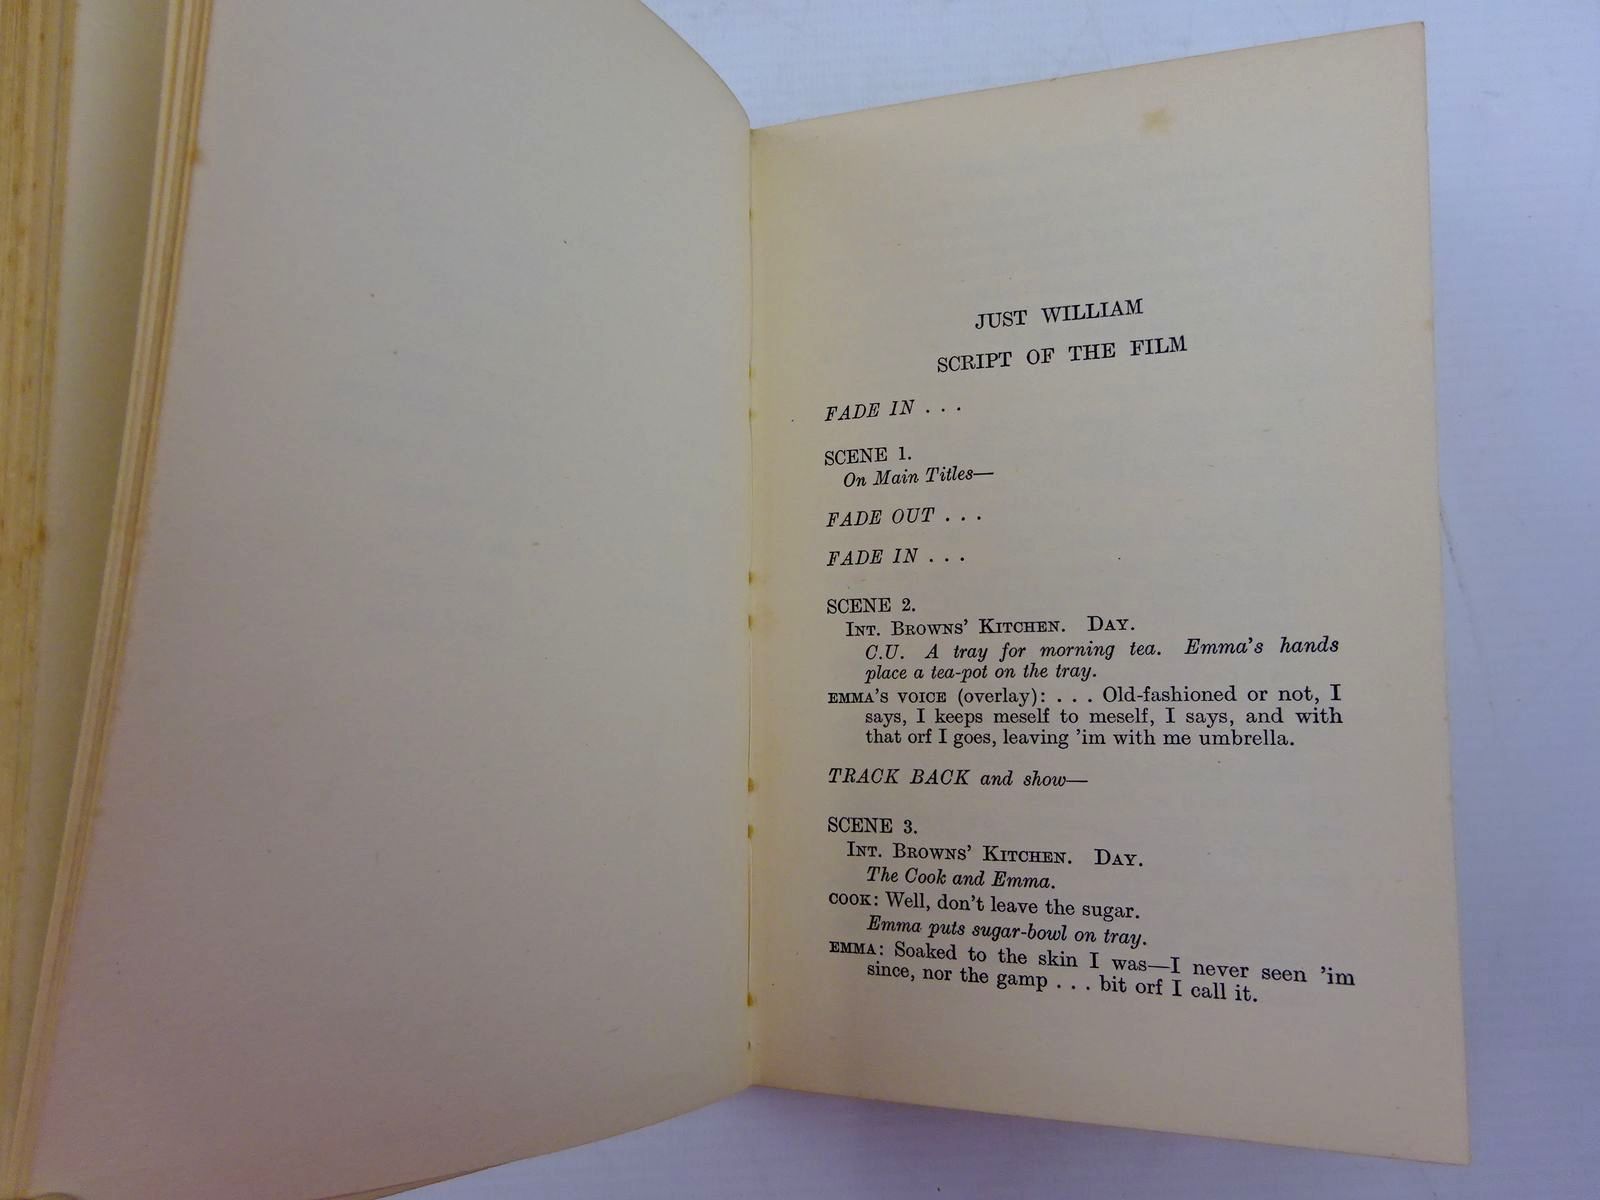 JUST WILLIAM
SCRIPT OF THE FILM
FADE IN . . .
SCENE 1.
On Main Titles—
FADE OUT . . .
FADE IN . . .
SCENE 2.
INT. BROWNS' KITCHEN. DAY.
C.U. A tray for morning tea. Emma's hands
place a tea-pot on the tray.
EMMA'S VOICE (overlay): . . . Old-fashioned or not, I
says, I keeps meself to meself, I says, and with
that orf I goes, leaving 'im with me umbrella.
TRACK BACK and show—
SCENE 3.
INT. BROWNS' KITCHEN. DAY.
The Cook and Emma.
COOK: Well, don't leave the sugar.
Emma puts sugar-bowl on tray.
EMMA: Soaked to the skin I was—I never seen 'im
since, nor the gamp . . . bit orf I call it.